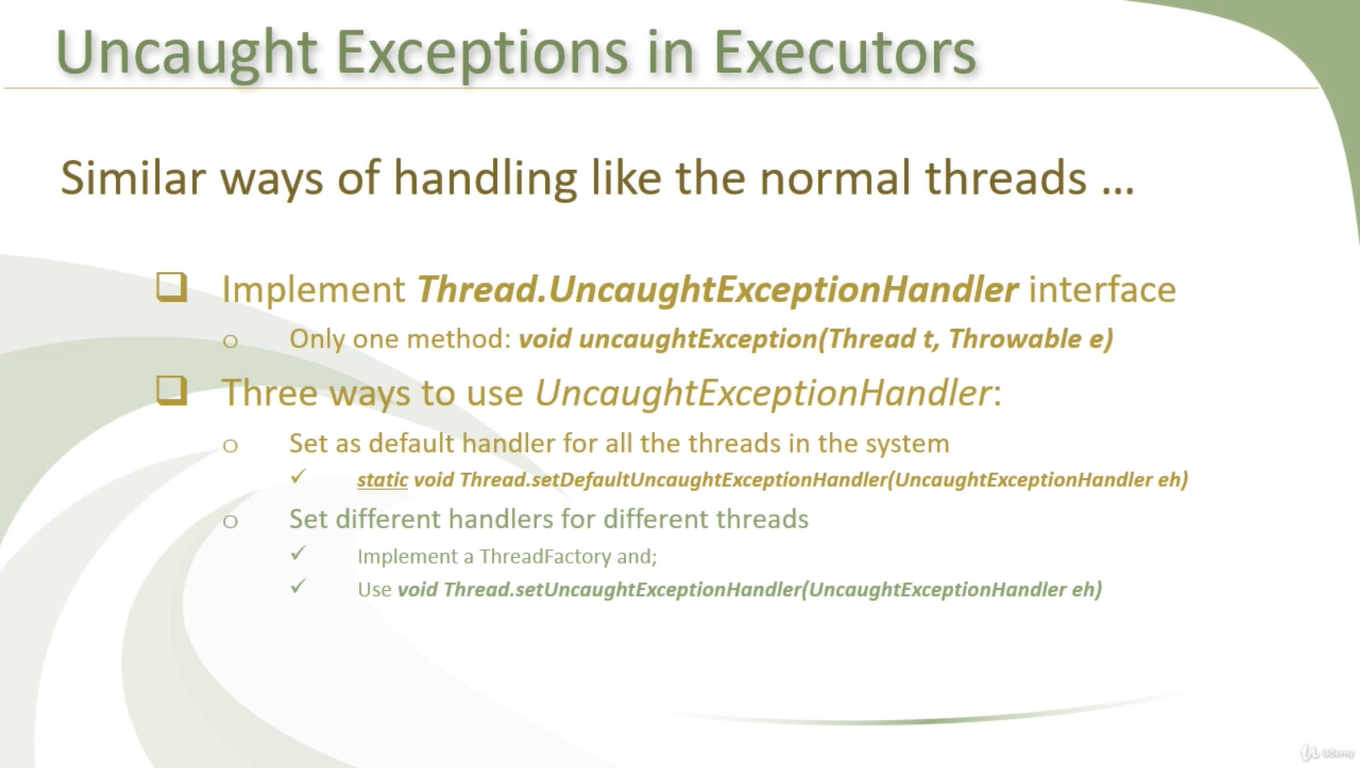 Uncaught Exceptions in Executors
Similar ways of handling like the normal threads ...
Implement Thread.UncaughtExceptionHandler interface
Only one method: void uncaughtException(Thread t, Throwable e)
Three ways to use UncaughtExceptionHandler:
Set as default handler for all the threads in the system
static void Thread.setDefaultUncaughtExceptionHandler(UncaughtExceptionHandler eh)
Set different handlers for different threads
Implement a ThreadFactory and;
Use void Thread.setUncaughtExceptionHandler(UncaughtExceptionHandler eh)
Udemy